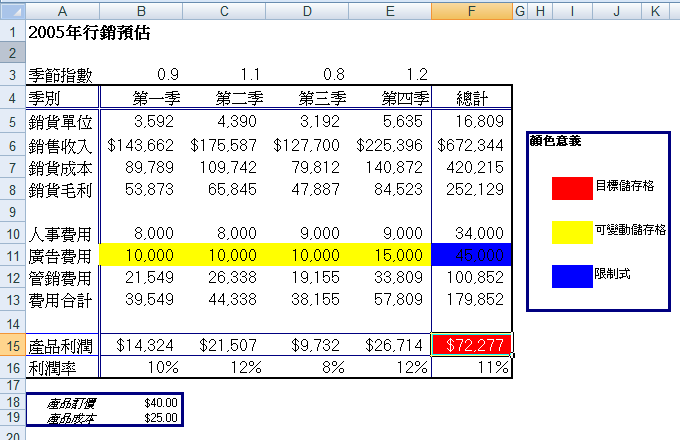 A B C D E F G H I J K
1 2005年行銷預估
2
3 季節指數 0.9 1.1 0.8 1.2
4 季別 第一季 第二季 第三季 第四季 總計
5 銷貨單位 3,592 4,390 3,192 5,635 16,809
6 銷售收入 $143,662 $175,587 $127,700 $225,396 $672,344
7 銷貨成本 89,789 109,742 79,812 140,872 420,215
8 銷貨毛利 53,873 65,845 47,887 84,523 252,129
9
10 人事費用 8,000 8,000 9,000 9,000 34,000
11 廣告費用 10,000 10,000 10,000 15,000 45,000
12 管銷費用 21,549 26,338 19,155 33,809 100,852
13 費用合計 39,549 44,338 38,155 57,809 179,852
14
15 產品利潤 $14,324 $21,507 $9,732 $26,714 $72,277
16 利潤率 10% 12% 8% 12% 11%
17
18 產品訂價 $40.00
19 產品成本 $25.00
20
顏色意義
目標儲存格
可變動儲存格
限制式